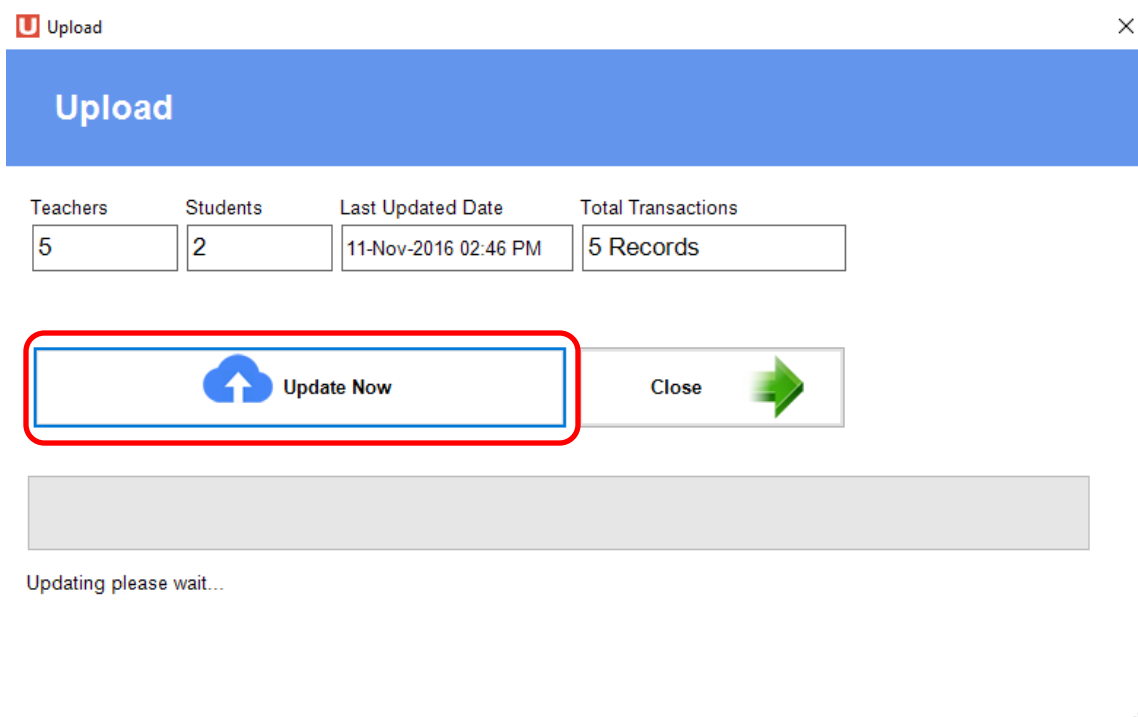 U Upload
Upload
Teachers Students Last Updated Date Total Transactions
5 2 11-Nov-2016 02:46 PM 5 Records
Update Now Close
Updating please wait...